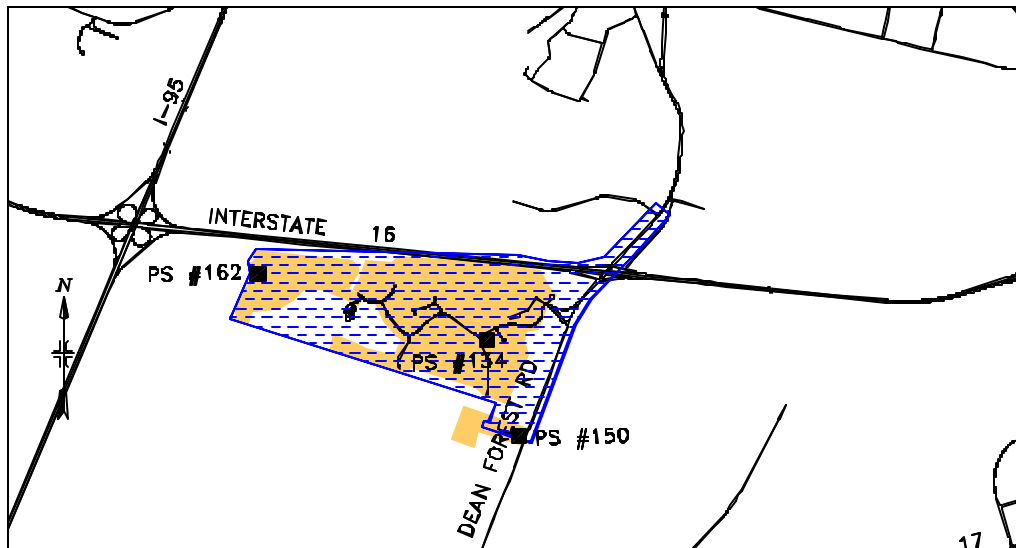 I-95
INTERSTATE 16
PS #162
N
PS #134
DEAN FOREST RD
PS #150
17